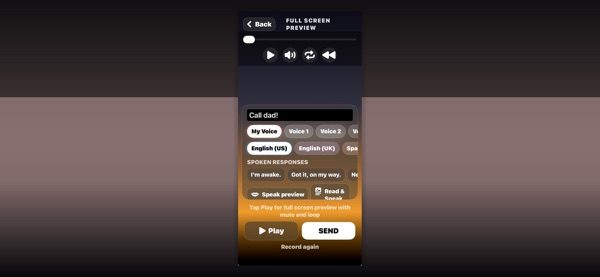 Back
FULL SCREEN
PREVIEW
Call dad!
My Voice Voice 1 Voice 2
English (US) English (UK) Spa
SPOKEN RESPONSES
I'm awake. Got it, on my way. No
Speak preview
Read &
Speak
Tap Play for full screen preview with
mute and loop
Play SEND
Record again